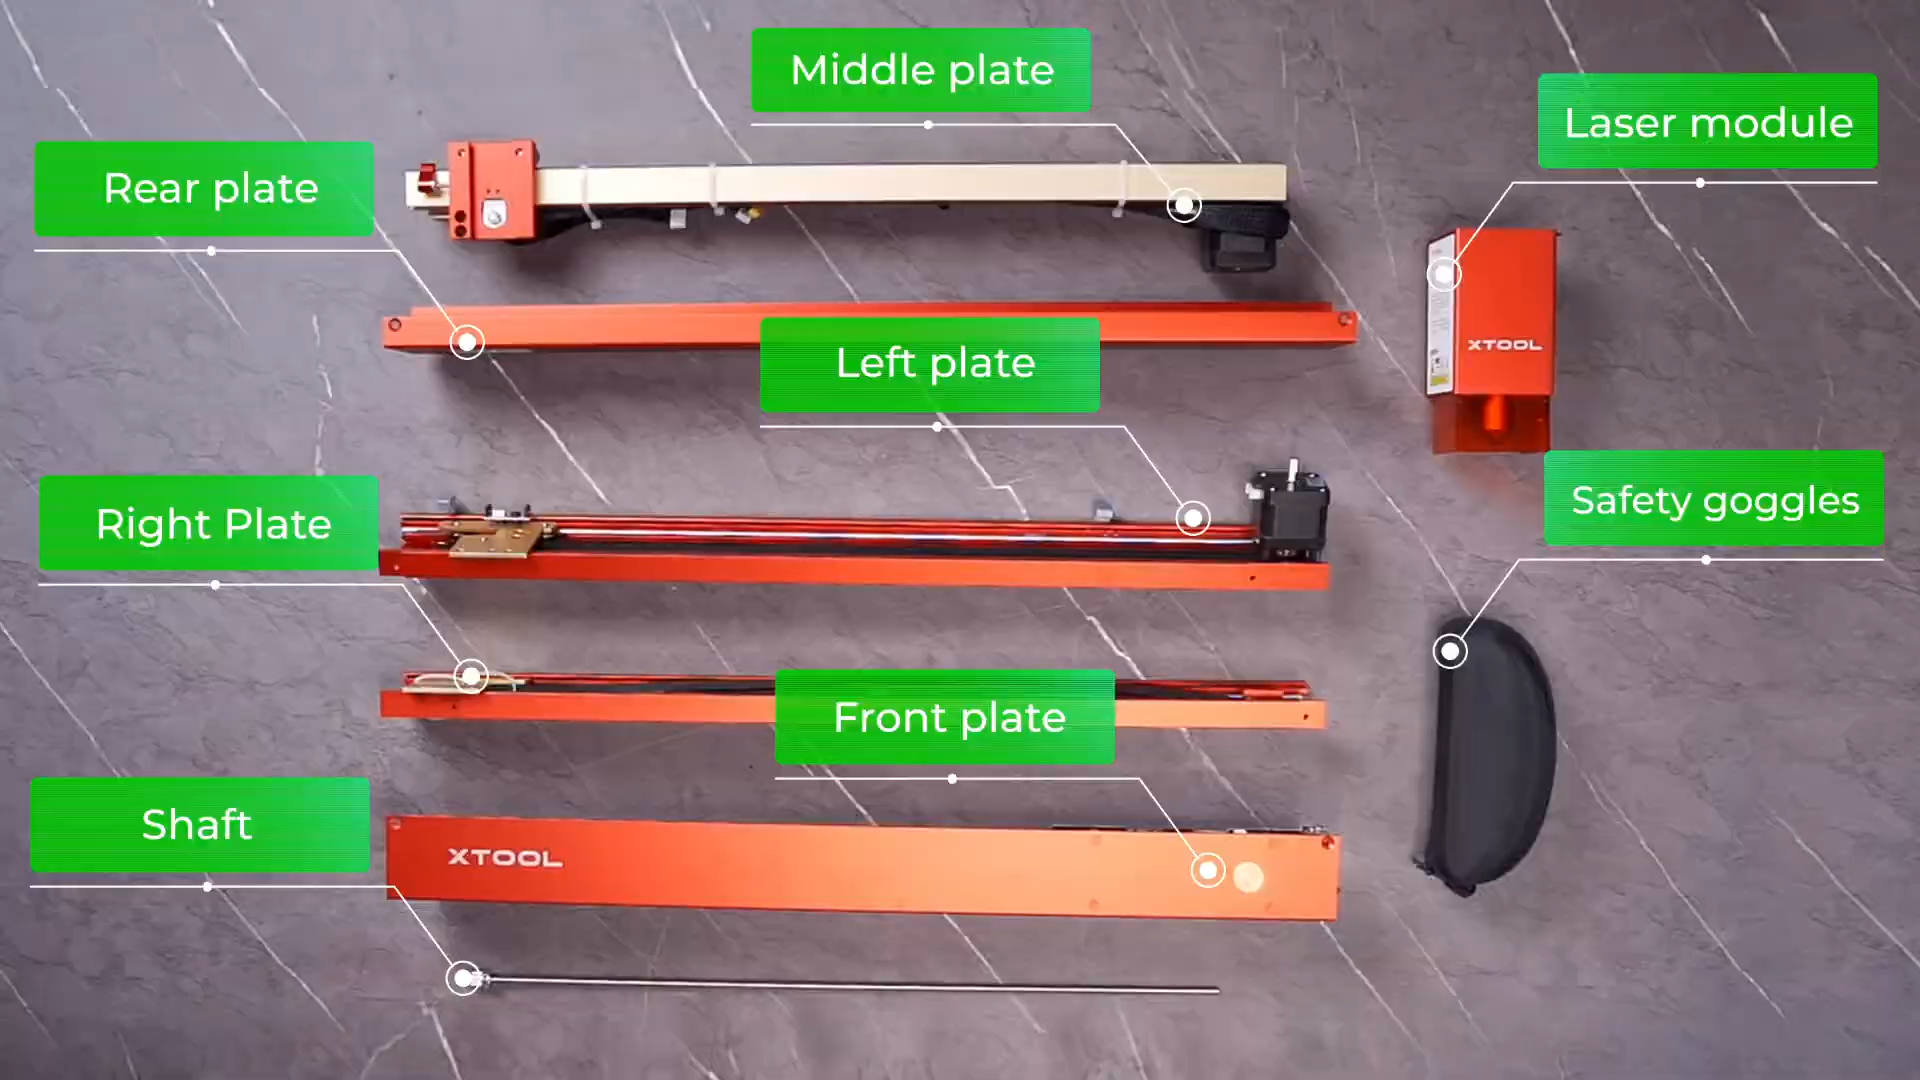 Middle plate
Laser module
Rear plate
XTOOL
Left plate
Safety goggles
Right Plate
Front plate
Shaft
XTOOL